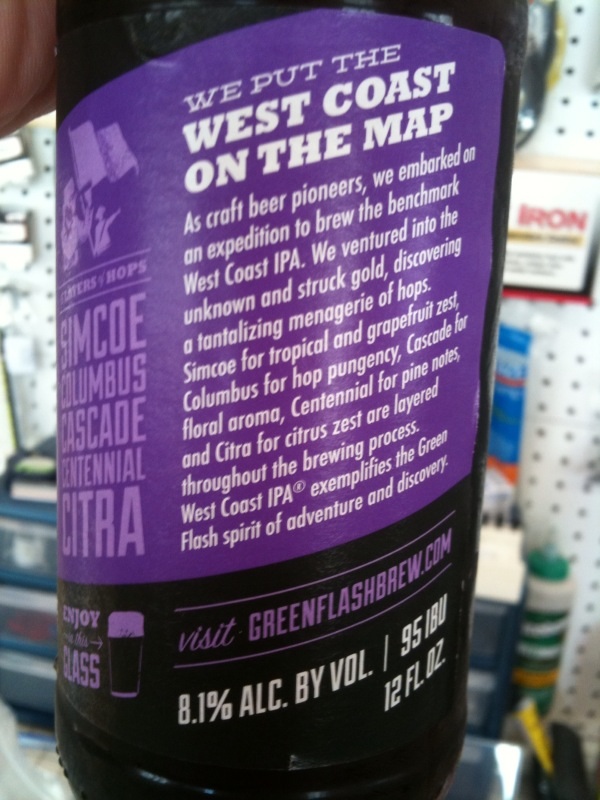 WE PUT THE
WEST COAST
ON THE MAP
As craft beer pioneers, we embarked on
an expedition to brew the benchmark
West Coast IPA. We ventured into the
unknown and struck gold, discovering
a tantalizing menagerie of hops.
Simcoe for tropical and grapefruit zest,
Columbus for hop pungency, Cascade for
floral aroma, Centennial for pine notes,
and Citra for citrus zest are layered
throughout the brewing process.
West Coast IPA® exemplifies the Green
Flash spirit of adventure and discovery.
HOPS
SIMCOE
COLUMBUS
CASCADE
CENTENNIAL
CITRA
ENJOY
this
GLASS
visit GREENFLASHBREW.COM
8.1% ALC. BY VOL. | 95 IBU
12 FL. OZ.
IRON